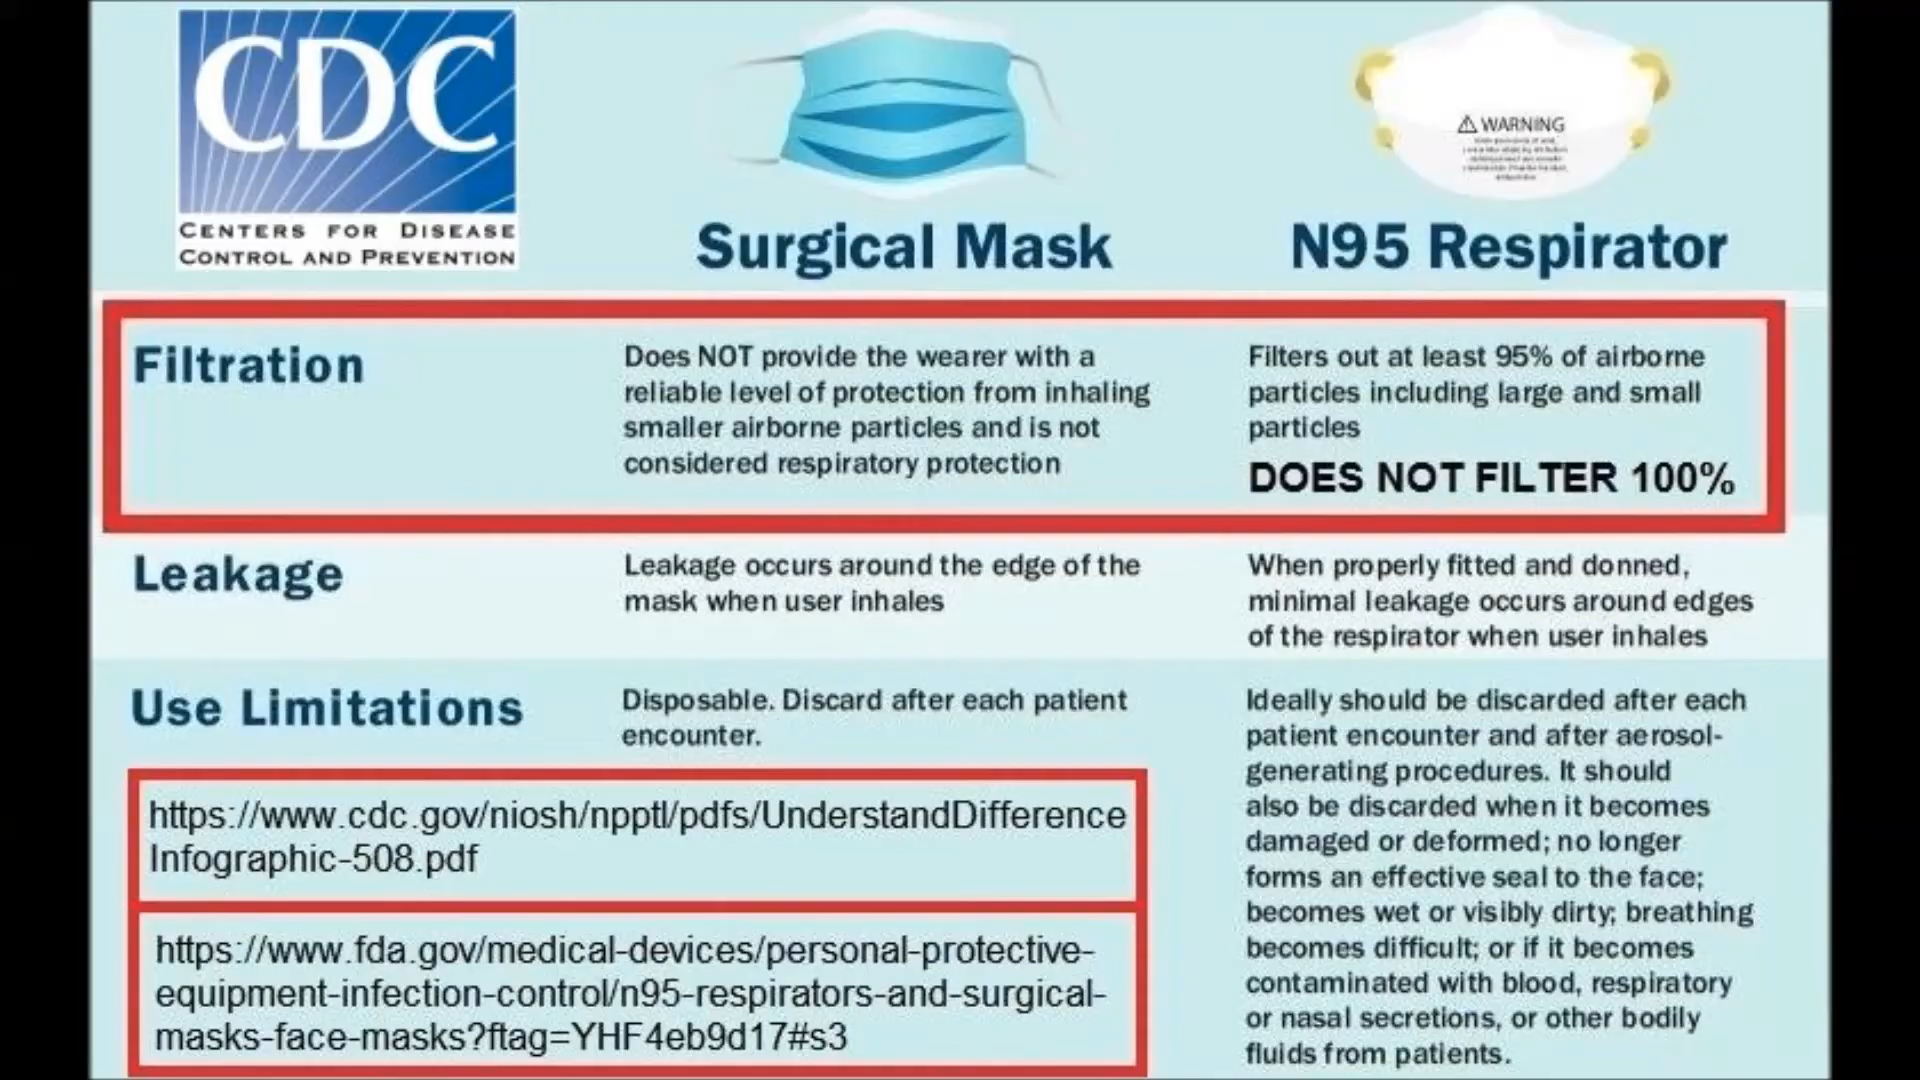 CDC
CENTERS FOR DISEASE
CONTROL AND PREVENTION
Surgical Mask
WARNING
N95 Respirator
Filtration
Does NOT provide the wearer with a
reliable level of protection from inhaling
smaller airborne particles and is not
considered respiratory protection
Filters out at least 95% of airborne
particles including large and small
particles
DOES NOT FILTER 100%
Leakage
Leakage occurs around the edge of the
mask when user inhales
When properly fitted and donned,
minimal leakage occurs around edges
of the respirator when user inhales
Use Limitations
Disposable. Discard after each patient
encounter.
Ideally should be discarded after each
patient encounter and after aerosol-
generating procedures. It should
also be discarded when it becomes
damaged or deformed; no longer
forms an effective seal to the face;
becomes wet or visibly dirty; breathing
becomes difficult; or if it becomes
contaminated with blood, respiratory
or nasal secretions, or other bodily
fluids from patients.
https://www.cdc.gov/niosh/npptl/pdfs/UnderstandDifference
Infographic-508.pdf
https://www.fda.gov/medical-devices/personal-protective-
equipment-infection-control/n95-respirators-and-surgical-
masks-face-masks?ftag=YHF4eb9d17#s3